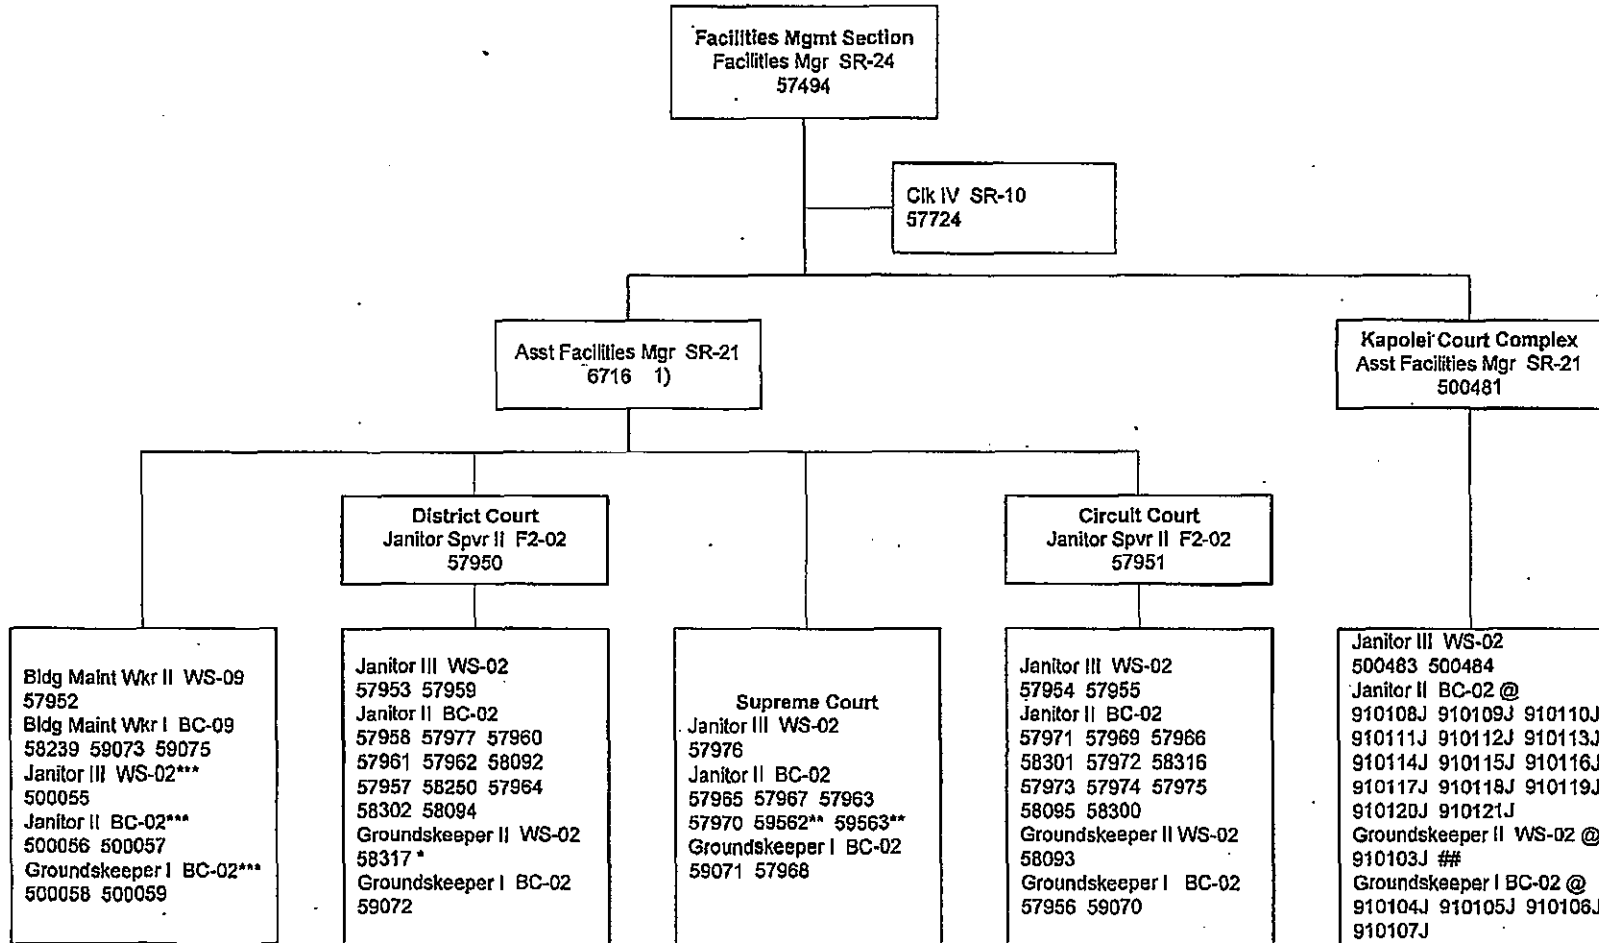 Facilities Mgmt Section
Facilities Mgr SR-24
57494
Clk IV SR-10
57724
Asst Facilities Mgr SR-21
6716 1)
Kapolei Court Complex
Asst Facilities Mgr SR-21
500481
District Court
Janitor Spvr II F2-02
57950
Circuit Court
Janitor Spvr II F2-02
57951
Bldg Maint Wkr II WS-09
57952
Bldg Maint Wkr I BC-09
58239 59073 59075
Janitor III WS-02***
500055
Janitor II BC-02***
500056 500057
Groundskeeper I BC-02***
500058 500059
Janitor III WS-02
57953 57959
Janitor II BC-02
57958 57977 57960
57961 57962 58092
57957 58250 57964
58302 58094
Groundskeeper II WS-02
58317 *
Groundskeeper I BC-02
59072
Supreme Court
Janitor III WS-02
57976
Janitor II BC-02
57965 57967 57963
57970 59562** 59563**
Groundskeeper I BC-02
59071 57968
Janitor III WS-02
57954 57955
Janitor II BC-02
57971 57969 57966
58301 57972 58316
57973 57974 57975
58095 58300
Groundskeeper II WS-02
58093
Groundskeeper I BC-02
57956 59070
Janitor III WS-02
500483 500484
Janitor II BC-02 @
910108J 910109J 910110J
910111J 910112J 910113J
910114J 910115J 910116J
910117J 910118J 910119J
910120J 910121J
Groundskeeper II WS-02 @
910103J ##
Groundskeeper I BC-02 @
910104J 910105J 910106J
910107J